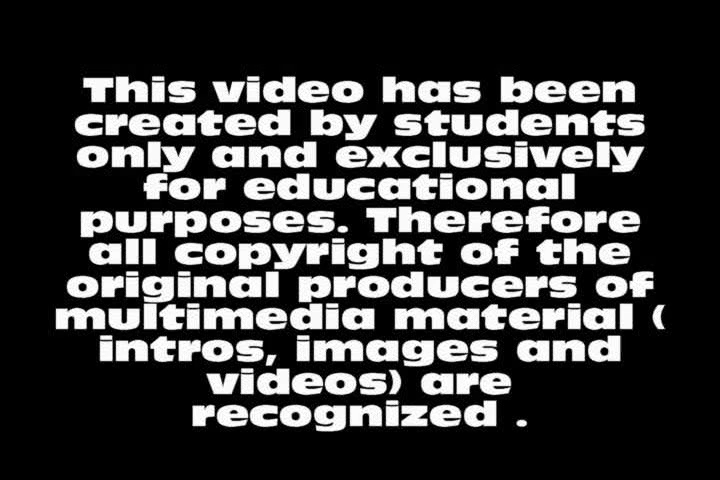 This video has been
created by students
only and exclusively
for educational
purposes. Therefore
all copyright of the
original producers of
multimedia material (
intros, images and
videos) are
recognized .